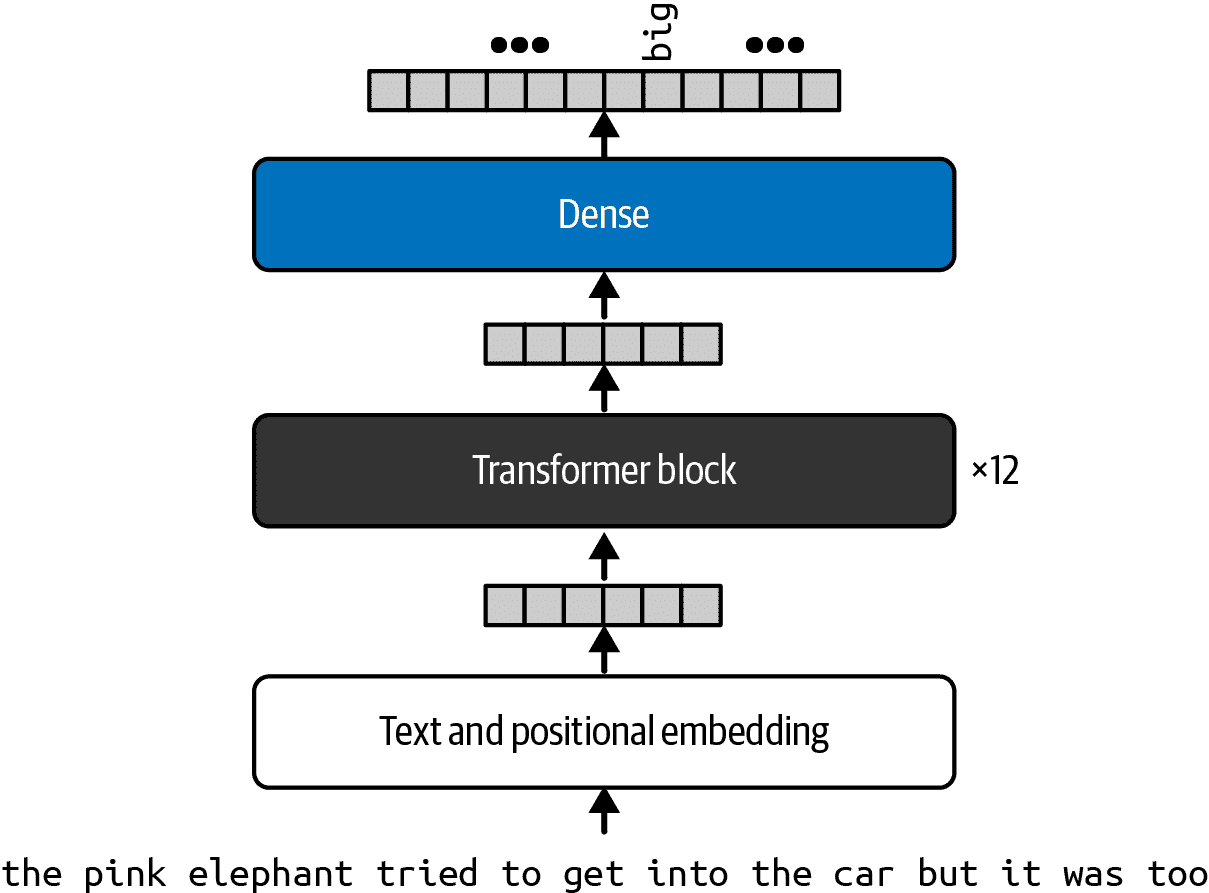 big
Dense
Transformer block ×12
Text and positional embedding
the pink elephant tried to get into the car but it was too